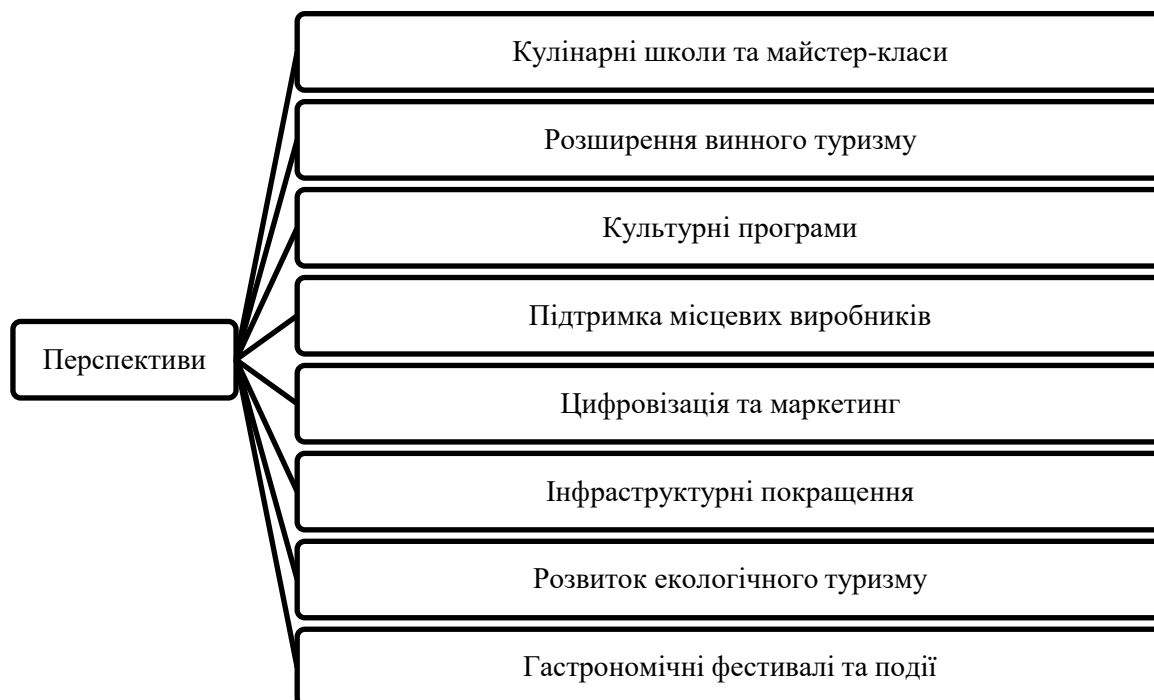 Кулінарні школи та майстер-класи
Розширення винного туризму
Культурні програми
Підтримка місцевих виробників
Перспективи
Цифровізація та маркетинг
Інфраструктурні покращення
Розвиток екологічного туризму
Гастрономічні фестивалі та події